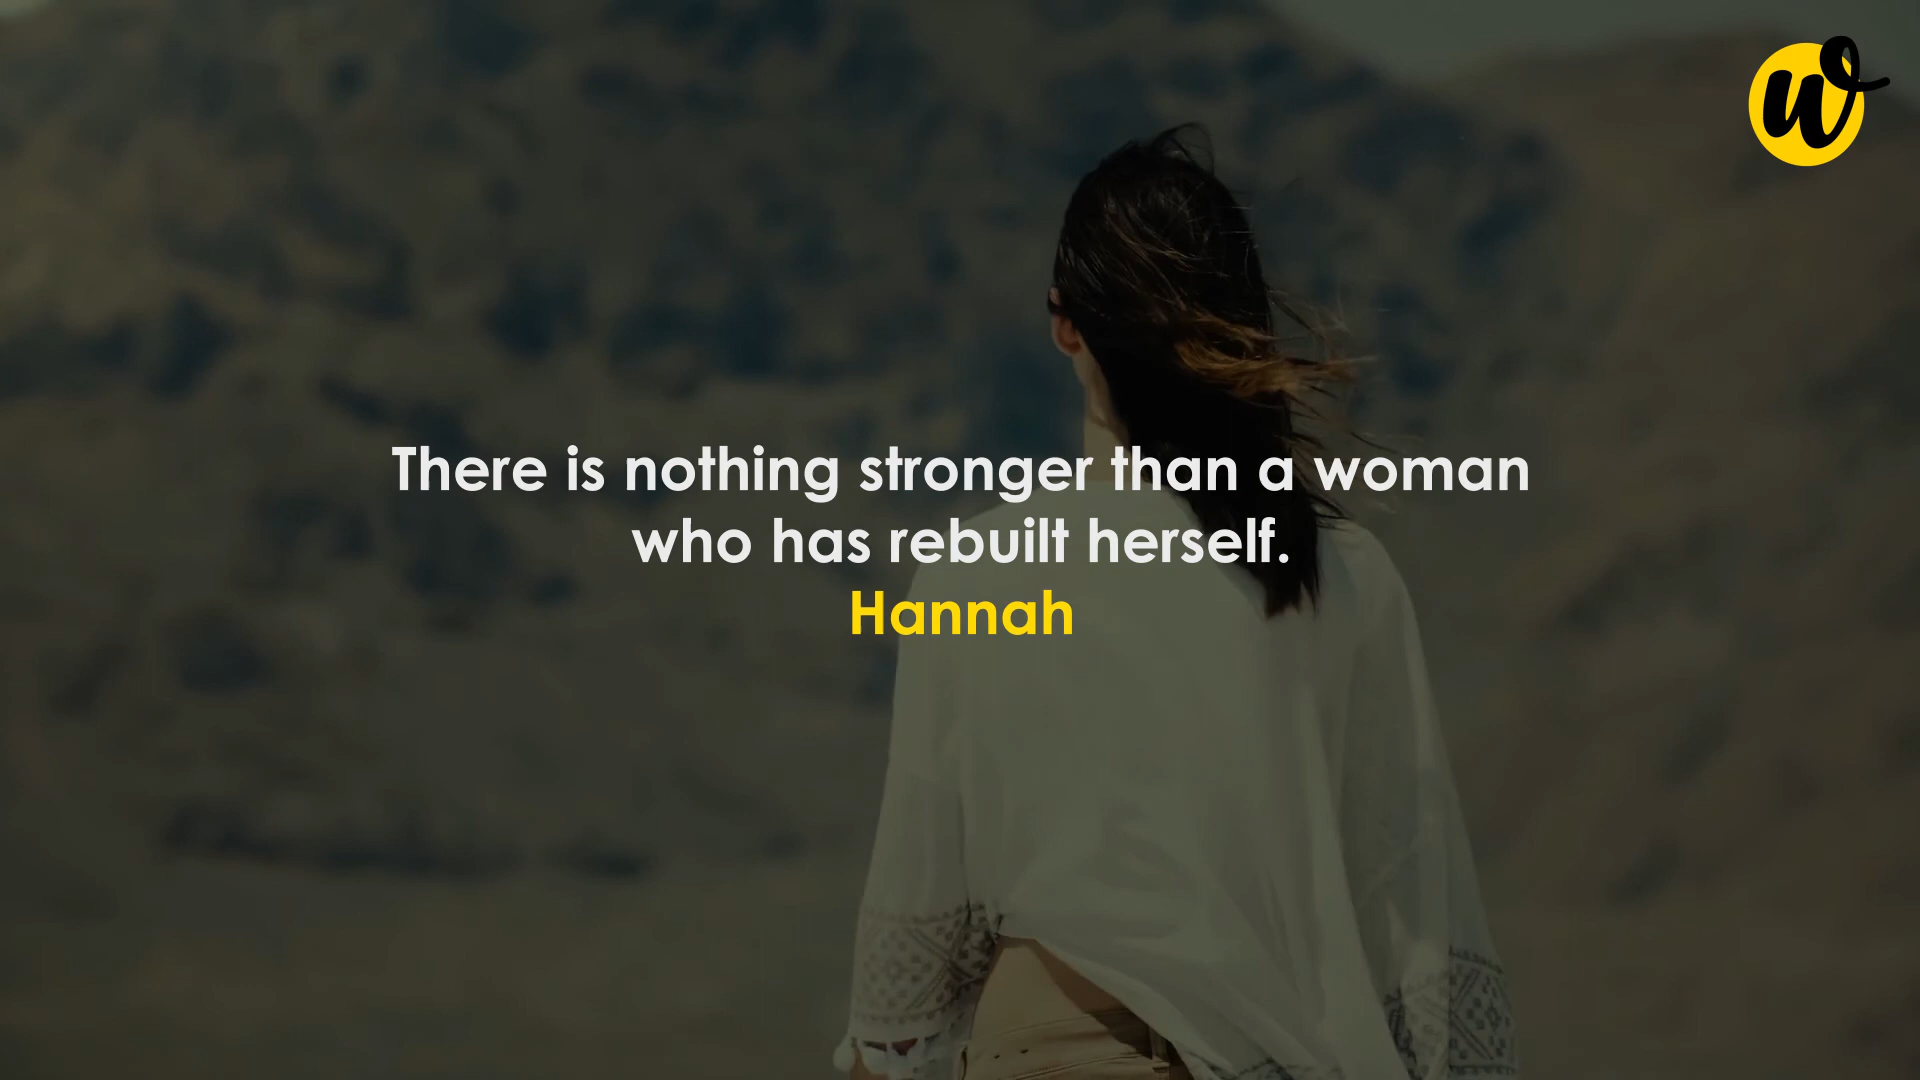 w
There is nothing stronger than a woman
who has rebuilt herself.
Hannah